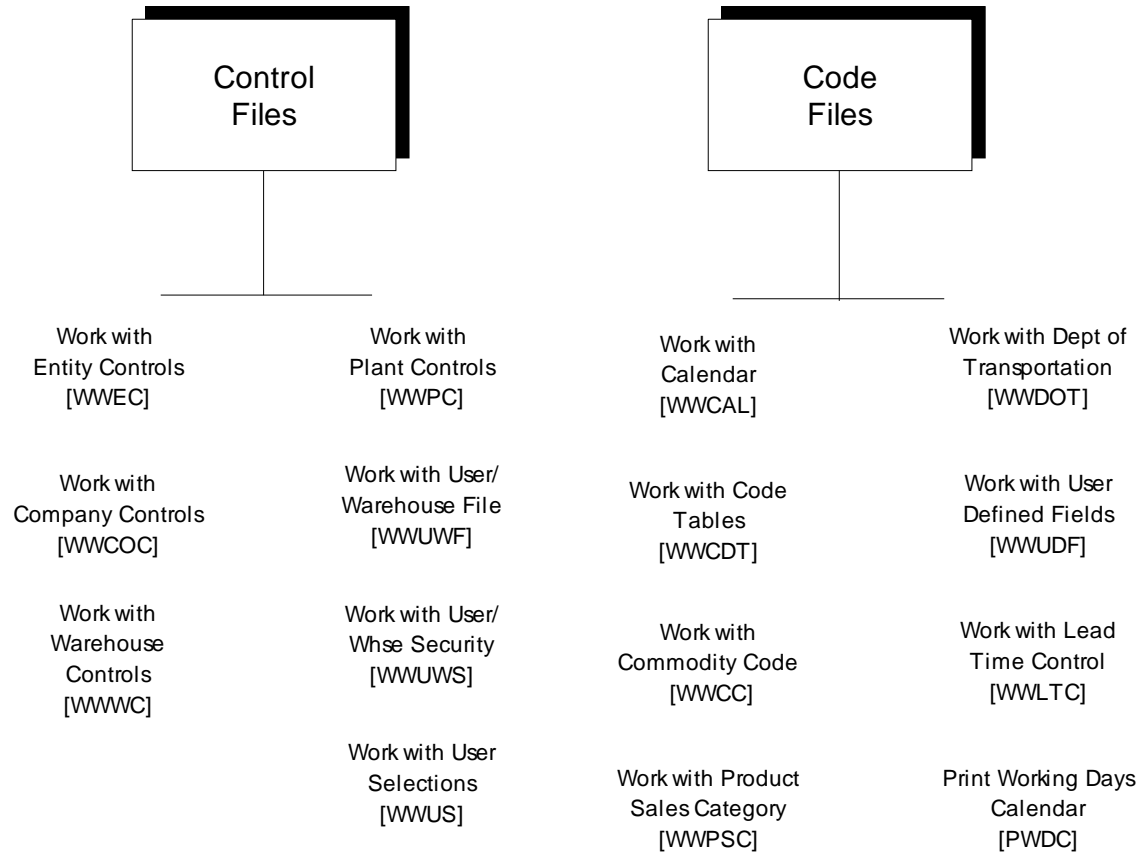 Control
Files
Work with
Entity Controls
[WWEC]
Work with
Company Controls
[WWCOC]
Work with
Warehouse
Controls
[WWWC]
Work with
Plant Controls
[WWPC]
Work with User/
Warehouse File
[WWUWF]
Work with User/
Whse Security
[WWUWS]
Work with User
Selections
[WWUS]
Code
Files
Work with
Calendar
[WWCAL]
Work with Code
Tables
[WWCDT]
Work with
Commodity Code
[WWCC]
Work with Product
Sales Category
[WWPSC]
Work with Dept of
Transportation
[WWDOT]
Work with User
Defined Fields
[WWUDF]
Work with Lead
Time Control
[WWLTC]
Print Working Days
Calendar
[PWDC]